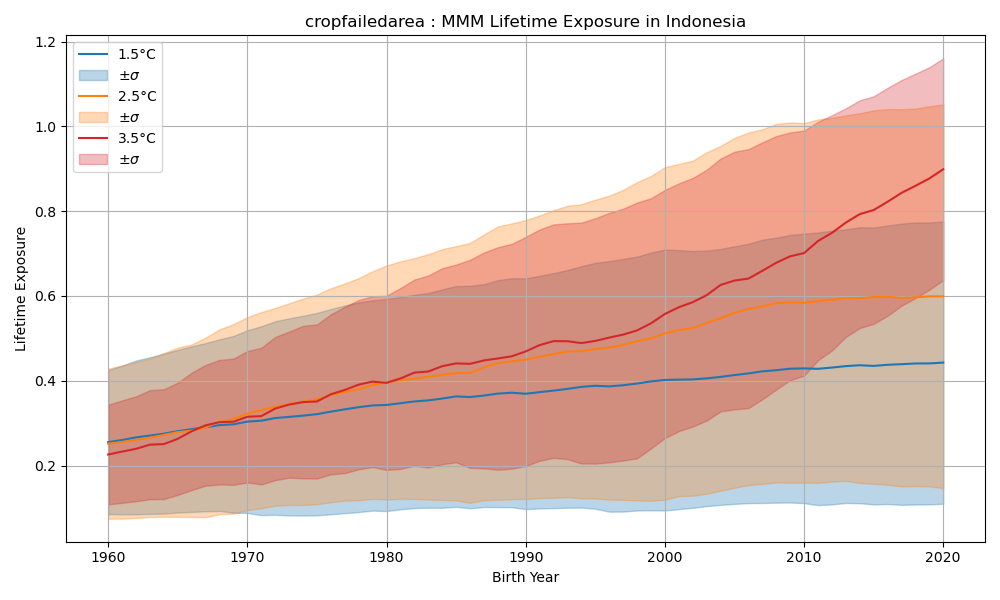 cropfailedarea : MMM Lifetime Exposure in Indonesia
1.5°C
±σ
2.5°C
±σ
3.5°C
±σ
1.2
1.0
0.8
0.6
0.4
0.2
Lifetime Exposure
1960 1970 1980 1990 2000 2010 2020
Birth Year